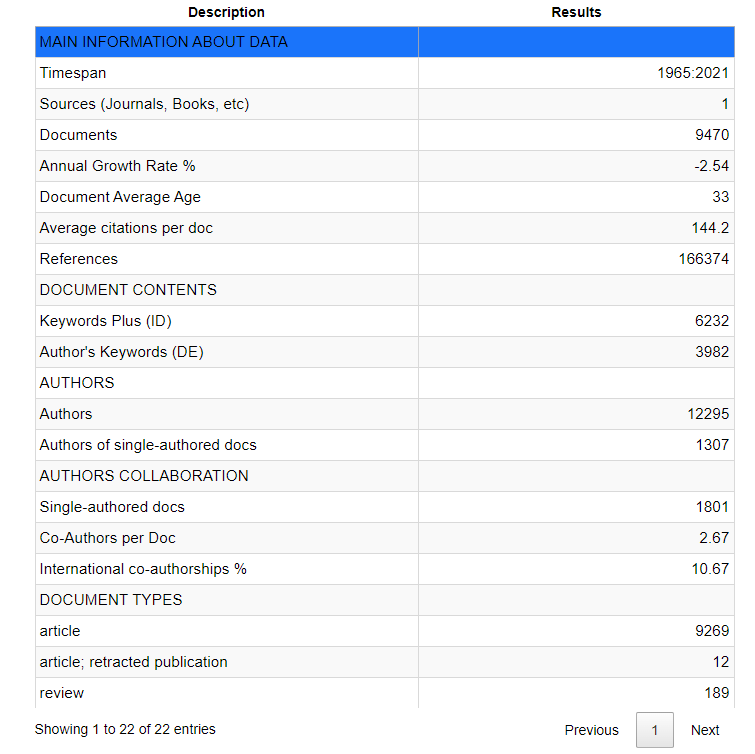 Description Results
MAIN INFORMATION ABOUT DATA
Timespan 1965:2021
Sources (Journals, Books, etc) 1
Documents 9470
Annual Growth Rate % -2.54
Document Average Age 33
Average citations per doc 144.2
References 166374
DOCUMENT CONTENTS
Keywords Plus (ID) 6232
Author's Keywords (DE) 3982
AUTHORS
Authors 12295
Authors of single-authored docs 1307
AUTHORS COLLABORATION
Single-authored docs 1801
Co-Authors per Doc 2.67
International co-authorships % 10.67
DOCUMENT TYPES
article 9269
article; retracted publication 12
review 189
Showing 1 to 22 of 22 entries Previous 1 Next